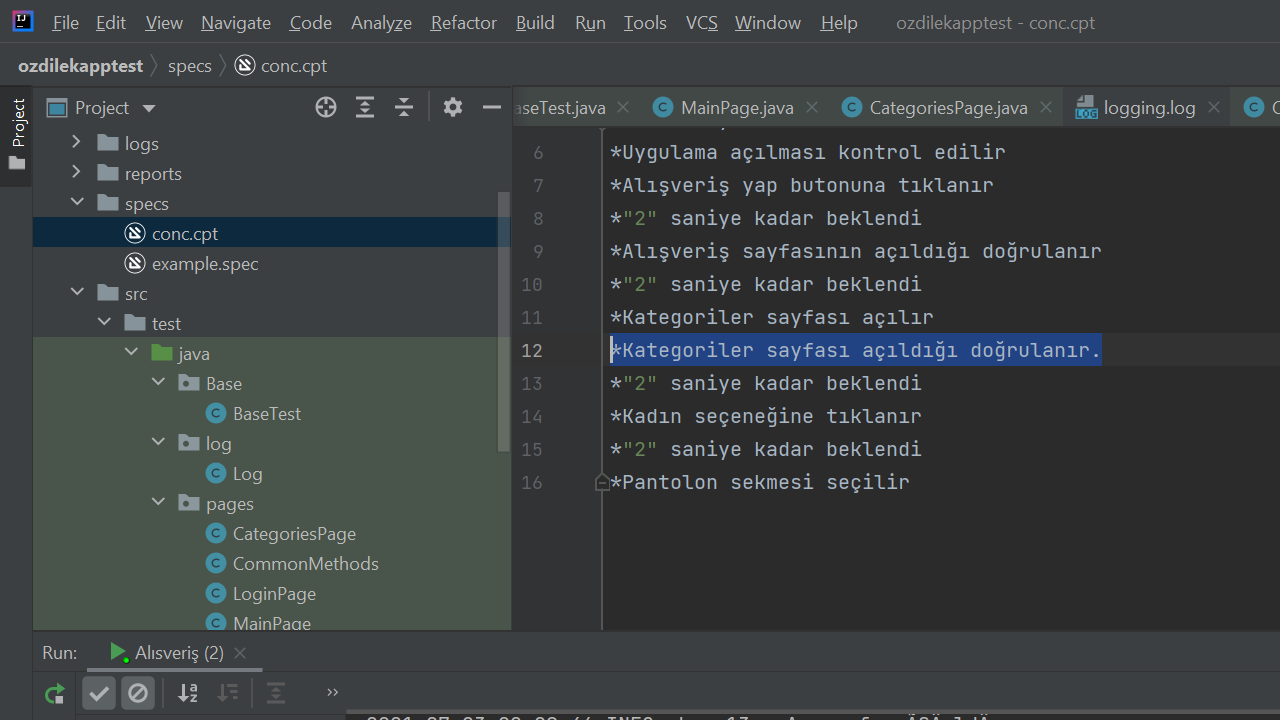 File Edit View Navigate Code Analyze Refactor Build Run Tools VCS Window Help ozdilekapptest - conc.cpt
ozdilekapptest specs conc.cpt
Project
Project
aseTest.java MainPage.java CategoriesPage.java logging.log
logs
reports
specs
conc.cpt
example.spec
src
test
java
Base
BaseTest
log
Log
pages
CategoriesPage
CommonMethods
LoginPage
MainPage
6 *Uygulama açılması kontrol edilir
7 *Alışveriş yap butonuna tıklanır
8 *"2" saniye kadar beklendi
9 *Alışveriş sayfasının açıldığı doğrulanır
10 *"2" saniye kadar beklendi
11 *Kategoriler sayfası açılır
12 *Kategoriler sayfası açıldığı doğrulanır.
13 *"2" saniye kadar beklendi
14 *Kadın seçeneğine tıklanır
15 *"2" saniye kadar beklendi
16 *Pantolon sekmesi seçilir
Run: Alısveriş (2)